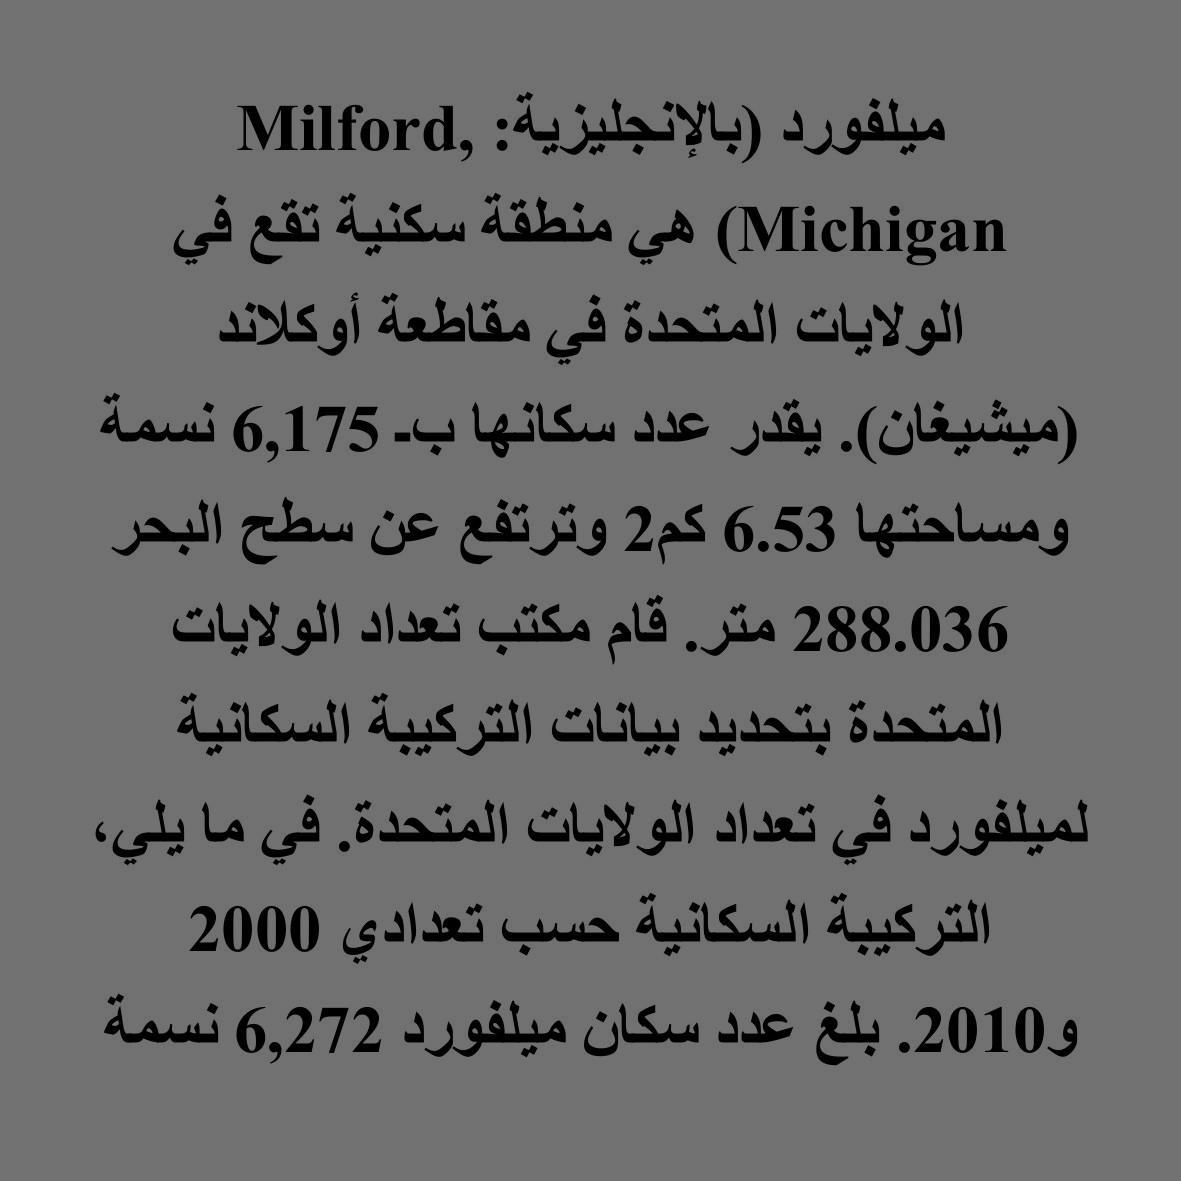 ميلفورد (بالإنجليزية: Milford,
Michigan) هي منطقة سكنية تقع في
الولايات المتحدة في مقاطعة أوكلاند
(ميشيغان). يقدر عدد سكانها ب‍ـ 6,175 نسمة
ومساحتها 6.53 كم2 وترتفع عن سطح البحر
288.036 متر. قام مكتب تعداد الولايات
المتحدة بتحديد بيانات التركيبة السكانية
لميلفورد في تعداد الولايات المتحدة. في ما يلي،
التركيبة السكانية حسب تعدادي 2000
و2010. بلغ عدد سكان ميلفورد 6,272 نسمة